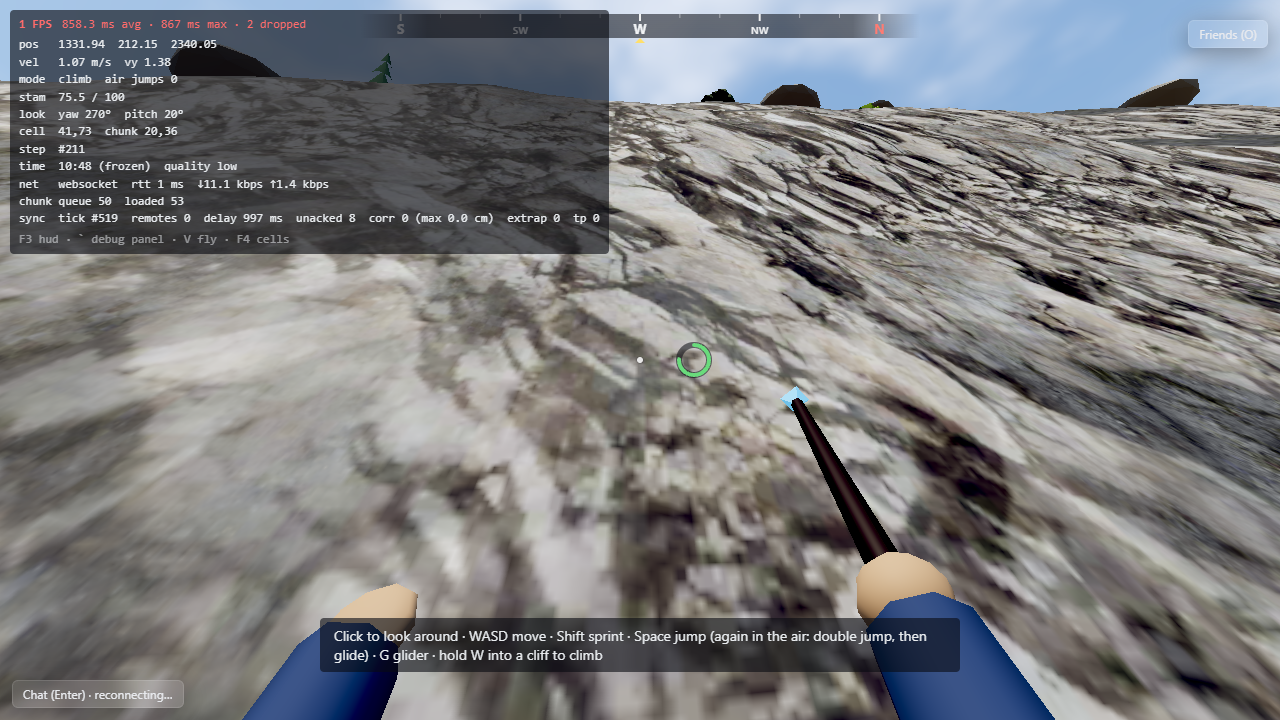 1 FPS 858.3 ms avg · 867 ms max · 2 dropped
pos 1331.94 212.15 2340.05
vel 1.07 m/s vy 1.38
mode climb air jumps 0
stam 75.5 / 100
look yaw 270° pitch 20°
cell 41,73 chunk 20,36
step #211
time 10:48 (frozen) quality low
net websocket rtt 1 ms ↓11.1 kbps ↑1.4 kbps
chunk queue 50 loaded 53
sync tick #519 remotes 0 delay 997 ms unacked 8 corr 0 (max 0.0 cm) extrap 0 tp 0
F3 hud · ` debug panel · V fly · F4 cells
S SW W NW N
Friends (O)
Click to look around · WASD move · Shift sprint · Space jump (again in the air: double jump, then
glide) · G glider · hold W into a cliff to climb
Chat (Enter) · reconnecting...